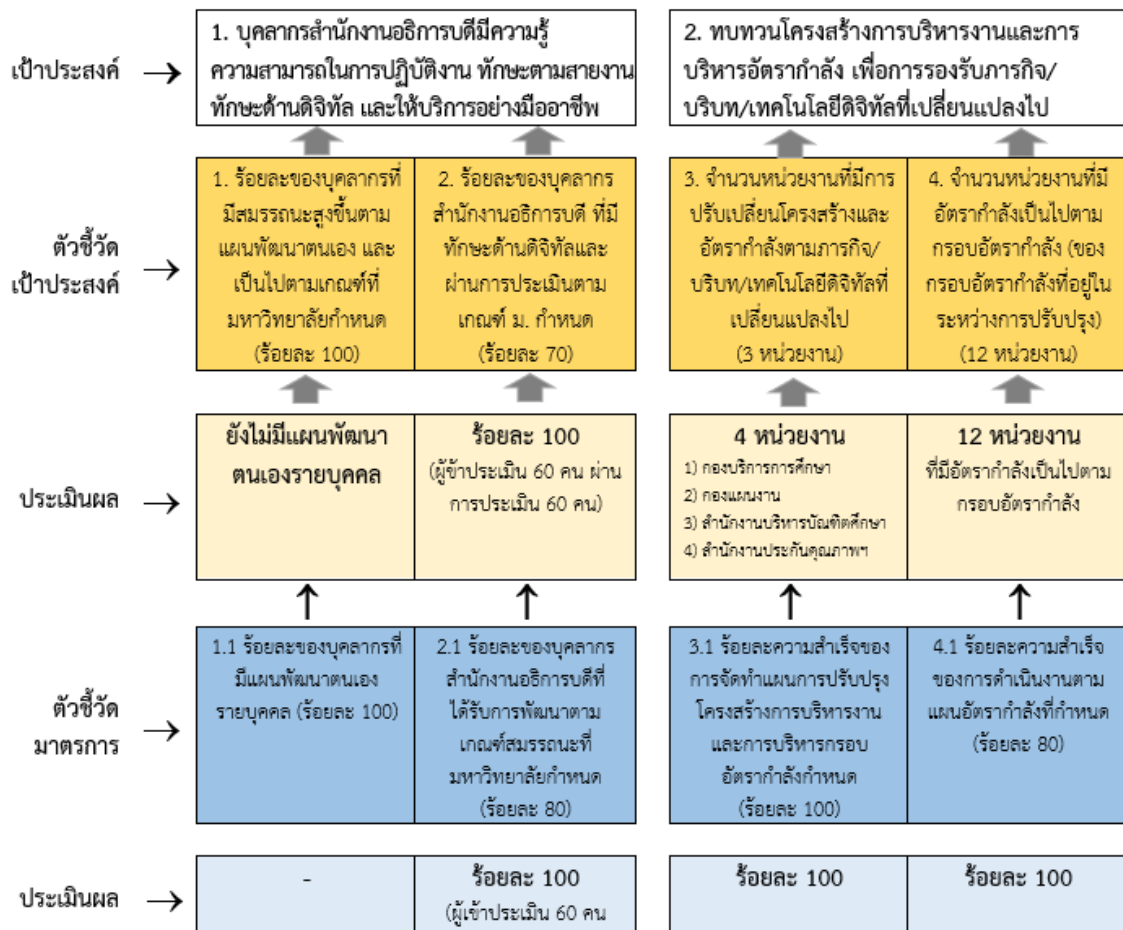 เป้าประสงค์ →
1. บุคลากรสำนักงานอธิการบดีมีความรู้
ความสามารถในการปฏิบัติงาน ทักษะตามสายงาน
ทักษะด้านดิจิทัล และให้บริการอย่างมืออาชีพ
2. ทบทวนโครงสร้างการบริหารงานและการ
บริหารอัตรากำลัง เพื่อการรองรับภารกิจ/
บริบท/เทคโนโลยีดิจิทัลที่เปลี่ยนแปลงไป
ตัวชี้วัด
เป้าประสงค์ →
1. ร้อยละของบุคลากรที่
มีสมรรถนะสูงขึ้นตาม
แผนพัฒนาตนเอง และ
เป็นไปตามเกณฑ์ที่
มหาวิทยาลัยกำหนด
(ร้อยละ 100)
2. ร้อยละของบุคลากร
สำนักงานอธิการบดี ที่มี
ทักษะด้านดิจิทัลและ
ผ่านการประเมินตาม
เกณฑ์ ม. กำหนด
(ร้อยละ 70)
3. จำนวนหน่วยงานที่มีการ
ปรับเปลี่ยนโครงสร้างและ
อัตรากำลังตามภารกิจ/
บริบท/เทคโนโลยีดิจิทัลที่
เปลี่ยนแปลงไป
(3 หน่วยงาน)
4. จำนวนหน่วยงานที่มี
อัตรากำลังเป็นไปตาม
กรอบอัตรากำลัง (ของ
กรอบอัตรากำลังที่อยู่ใน
ระหว่างการปรับปรุง)
(12 หน่วยงาน)
ประเมินผล →
ยังไม่มีแผนพัฒนา
ตนเองรายบุคคล
ร้อยละ 100
(ผู้ข้าประเมิน 60 คน ผ่าน
การประเมิน 60 คน)
4 หน่วยงาน
1) กองบริการการศึกษา
2) กองแผนงาน
3) สำนักงานบริหารบัณฑิตศึกษา
4) สำนักงานประกันคุณภาพฯ
12 หน่วยงาน
ที่มีอัตรากำลังเป็นไปตาม
กรอบอัตรากำลัง
ตัวชี้วัด
มาตรการ →
1.1 ร้อยละของบุคลากรที่
มีแผนพัฒนาตนเอง
รายบุคคล (ร้อยละ 100)
2.1 ร้อยละของบุคลากร
สำนักงานอธิการบดีที่
ได้รับการพัฒนาตาม
เกณฑ์สมรรถนะที่
มหาวิทยาลัยกำหนด
(ร้อยละ 80)
3.1 ร้อยละความสำเร็จของ
การจัดทำแผนการปรับปรุง
โครงสร้างการบริหารงาน
และการบริหารกรอบ
อัตรากำลังกำหนด
(ร้อยละ 100)
4.1 ร้อยละความสำเร็จ
ของการดำเนินงานตาม
แผนอัตรากำลังที่กำหนด
(ร้อยละ 80)
ประเมินผล →
-
ร้อยละ 100
(ผู้เข้าประเมิน 60 คน
ร้อยละ 100
ร้อยละ 100